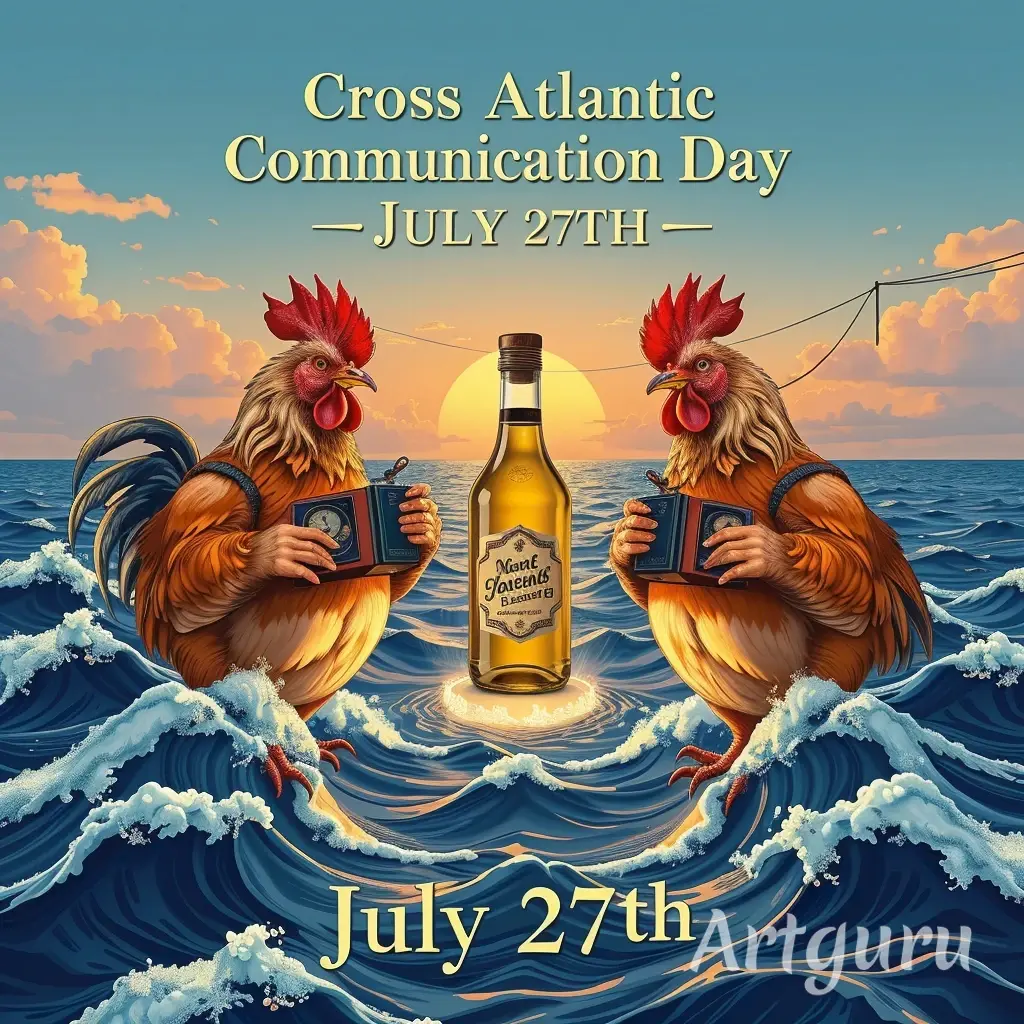 Cross Atlantic
Communication Day
— JULY 27TH —
July 27th
Artguru